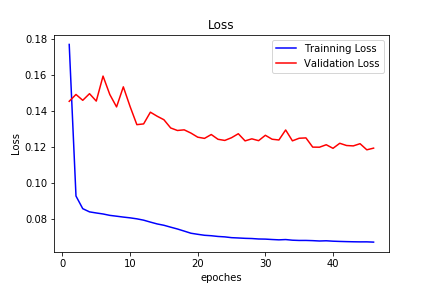 Loss
0.18
0.16
0.14
0.12
0.10
0.08
Loss
Trainning Loss
Validation Loss
0 10 20 30 40
epoches